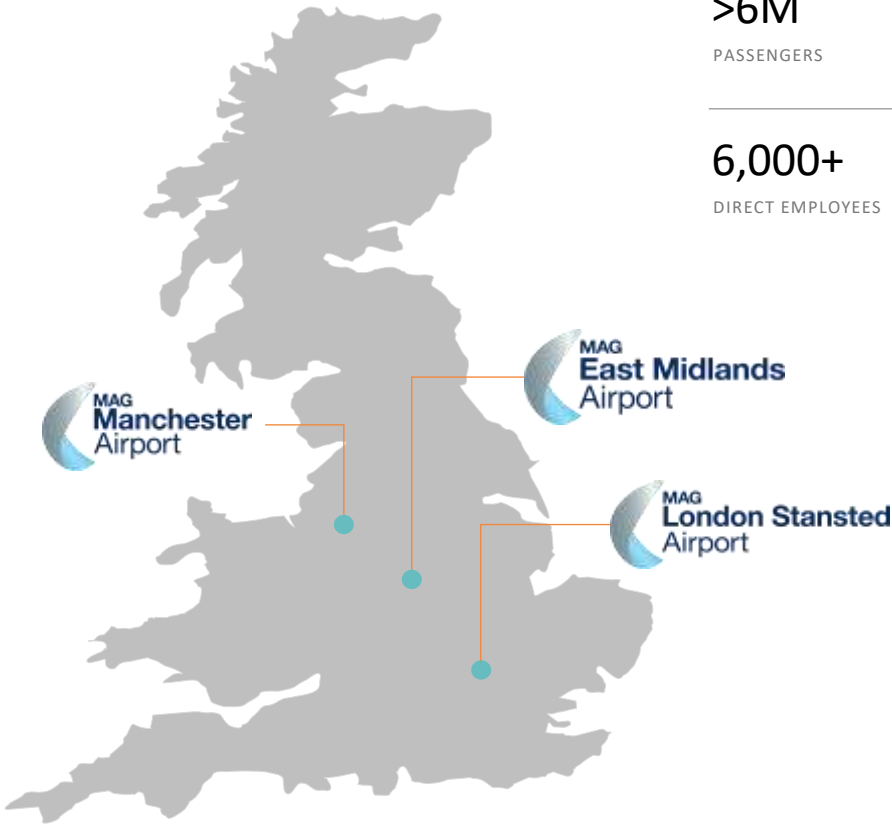 >6M
PASSENGERS
6,000+
DIRECT EMPLOYEES
MAG
East Midlands
Airport
MAG
Manchester
Airport
MAG
London Stansted
Airport